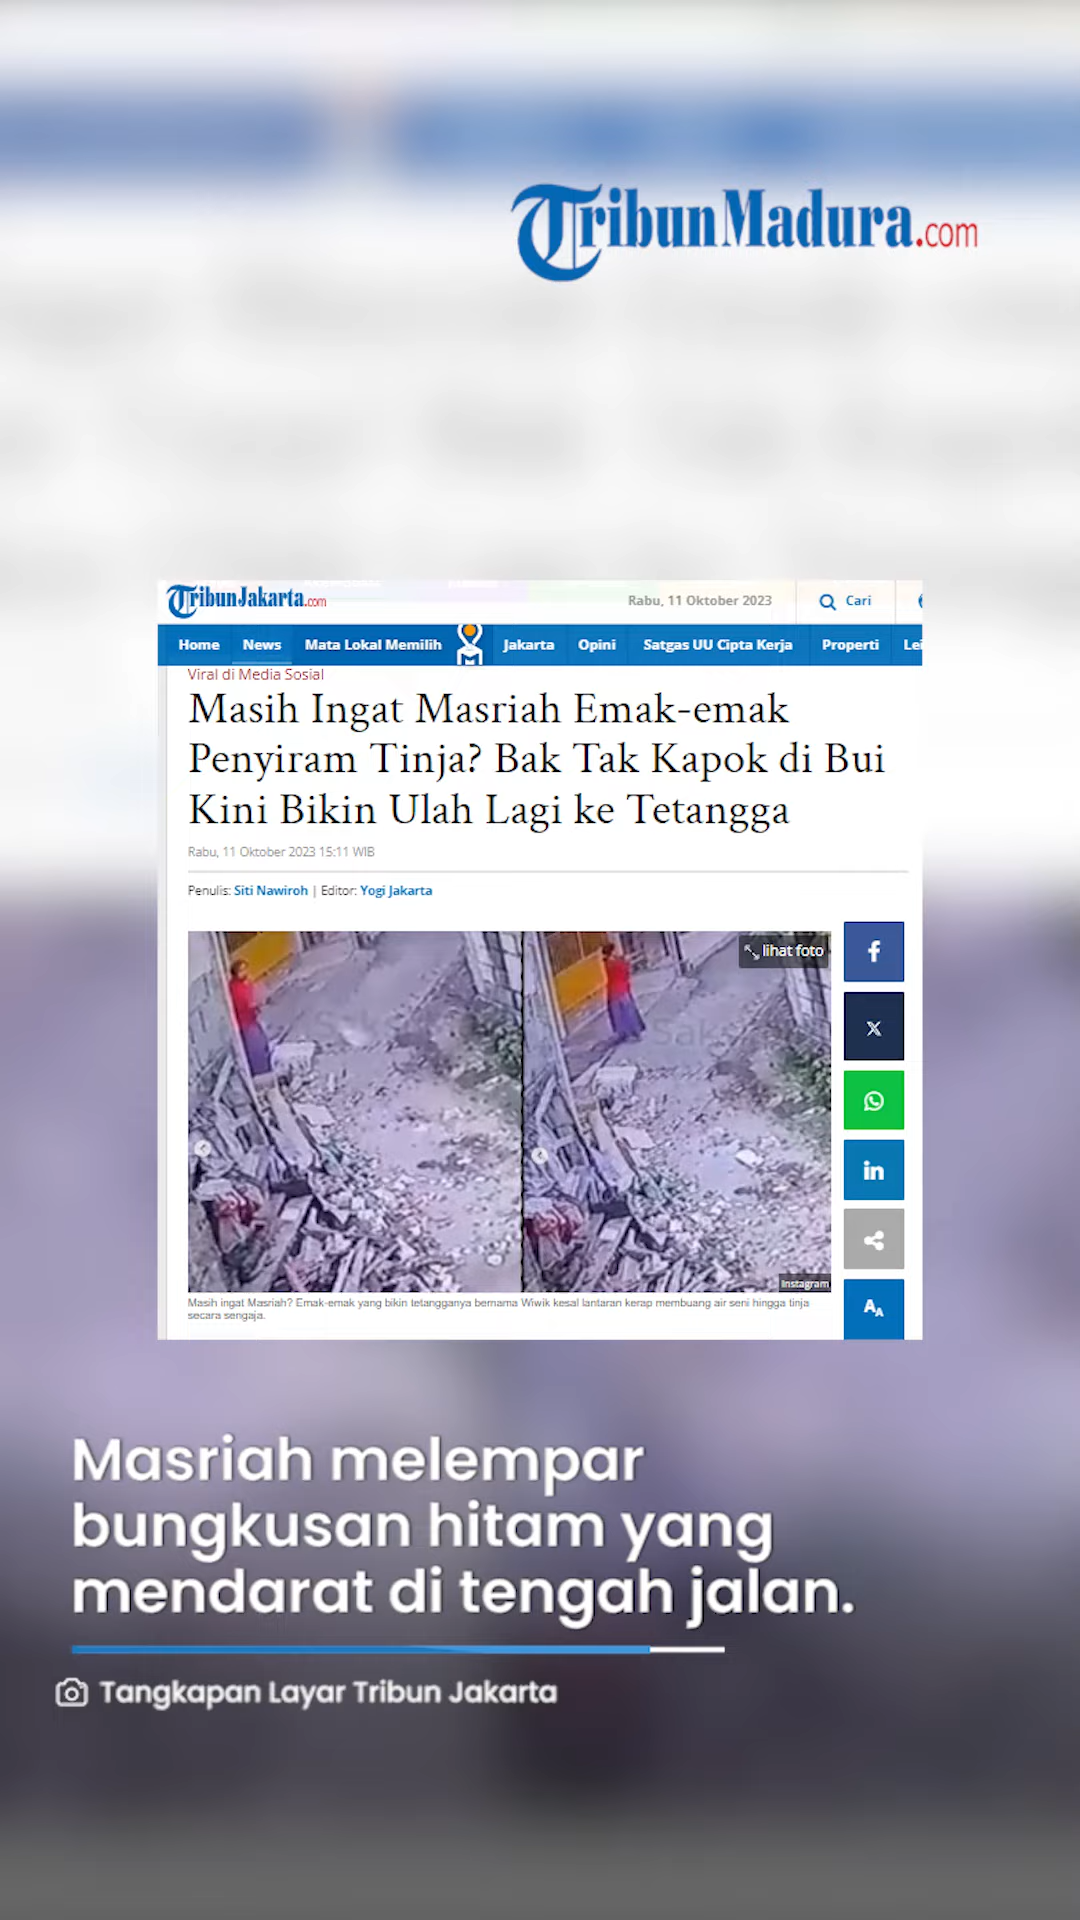 TribunMadura.com
TribunJakarta.com
Rabu, 11 Oktober 2023
Cari
Home News Mata Lokal Memilih Jakarta Opini Satgas UU Cipta Kerja Properti Lei
Viral di Media Sosial
Masih Ingat Masriah Emak-emak
Penyiram Tinja? Bak Tak Kapok di Bui
Kini Bikin Ulah Lagi ke Tetangga
Rabu, 11 Oktober 2023 15:11 WIB
Penulis: Siti Nawiroh | Editor: Yogi Jakarta
lihat foto
Instagram
Masih ingat Masriah? Emak-emak yang bikin tetangganya bernama Wiwik kesal lantaran kerap membuang air seni hingga tinja
secara sengaja.
Masriah melempar
bungkusan hitam yang
mendarat di tengah jalan.
Tangkapan Layar Tribun Jakarta